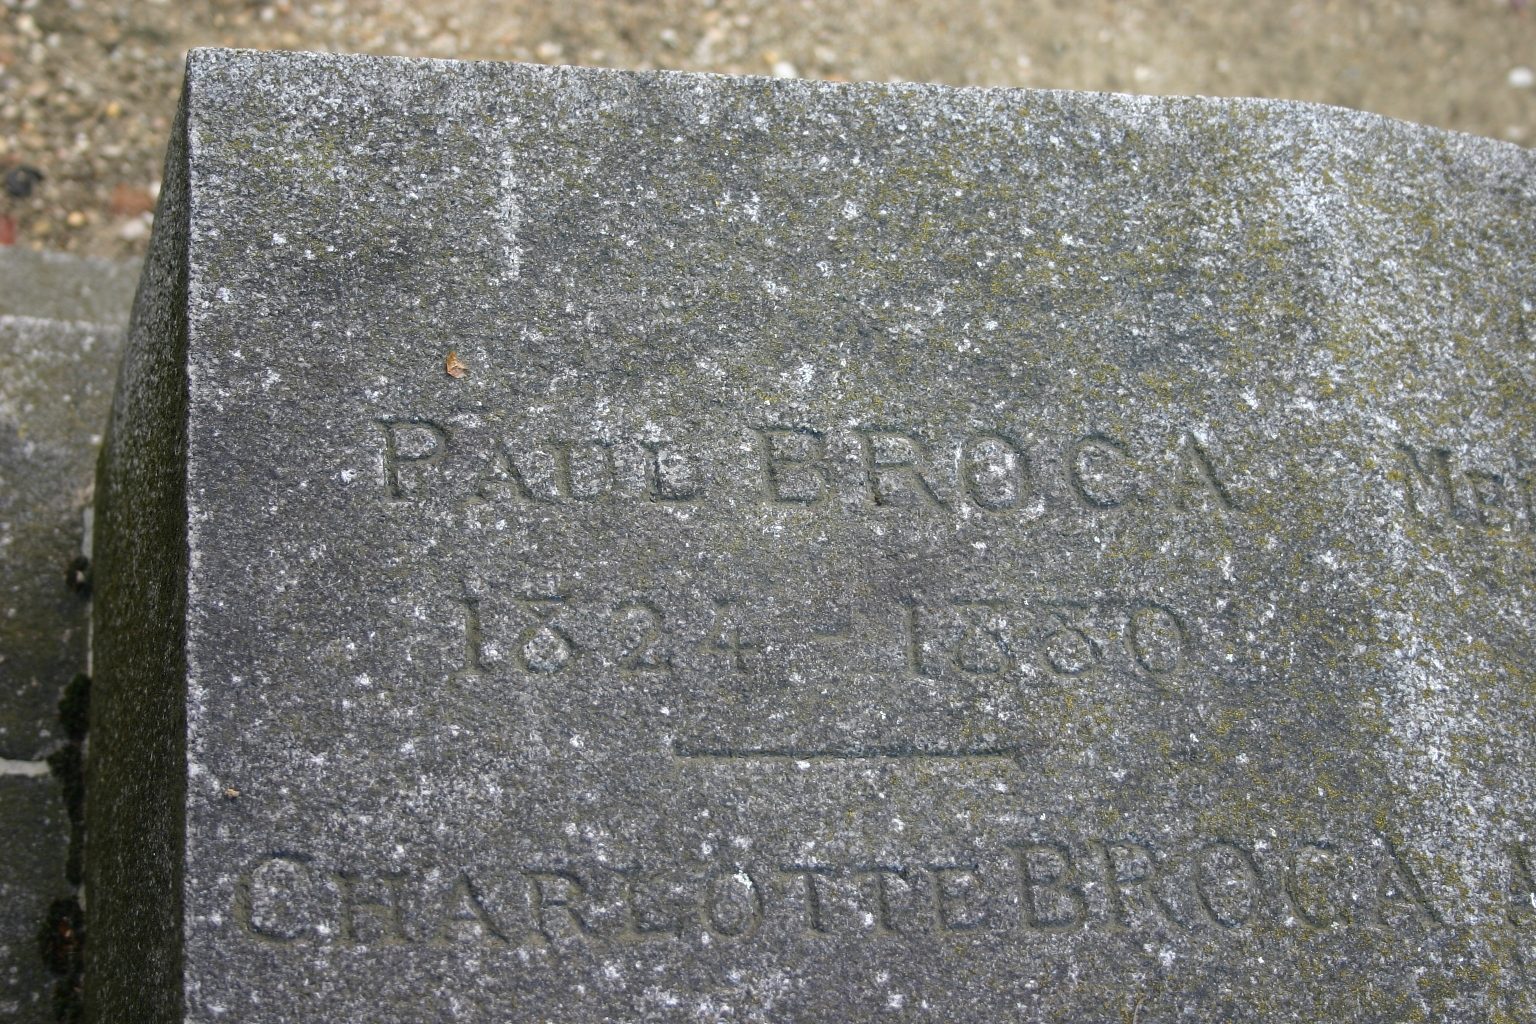 PAUL BROCA
1824 - 1880
CHARLOTTE BROCA